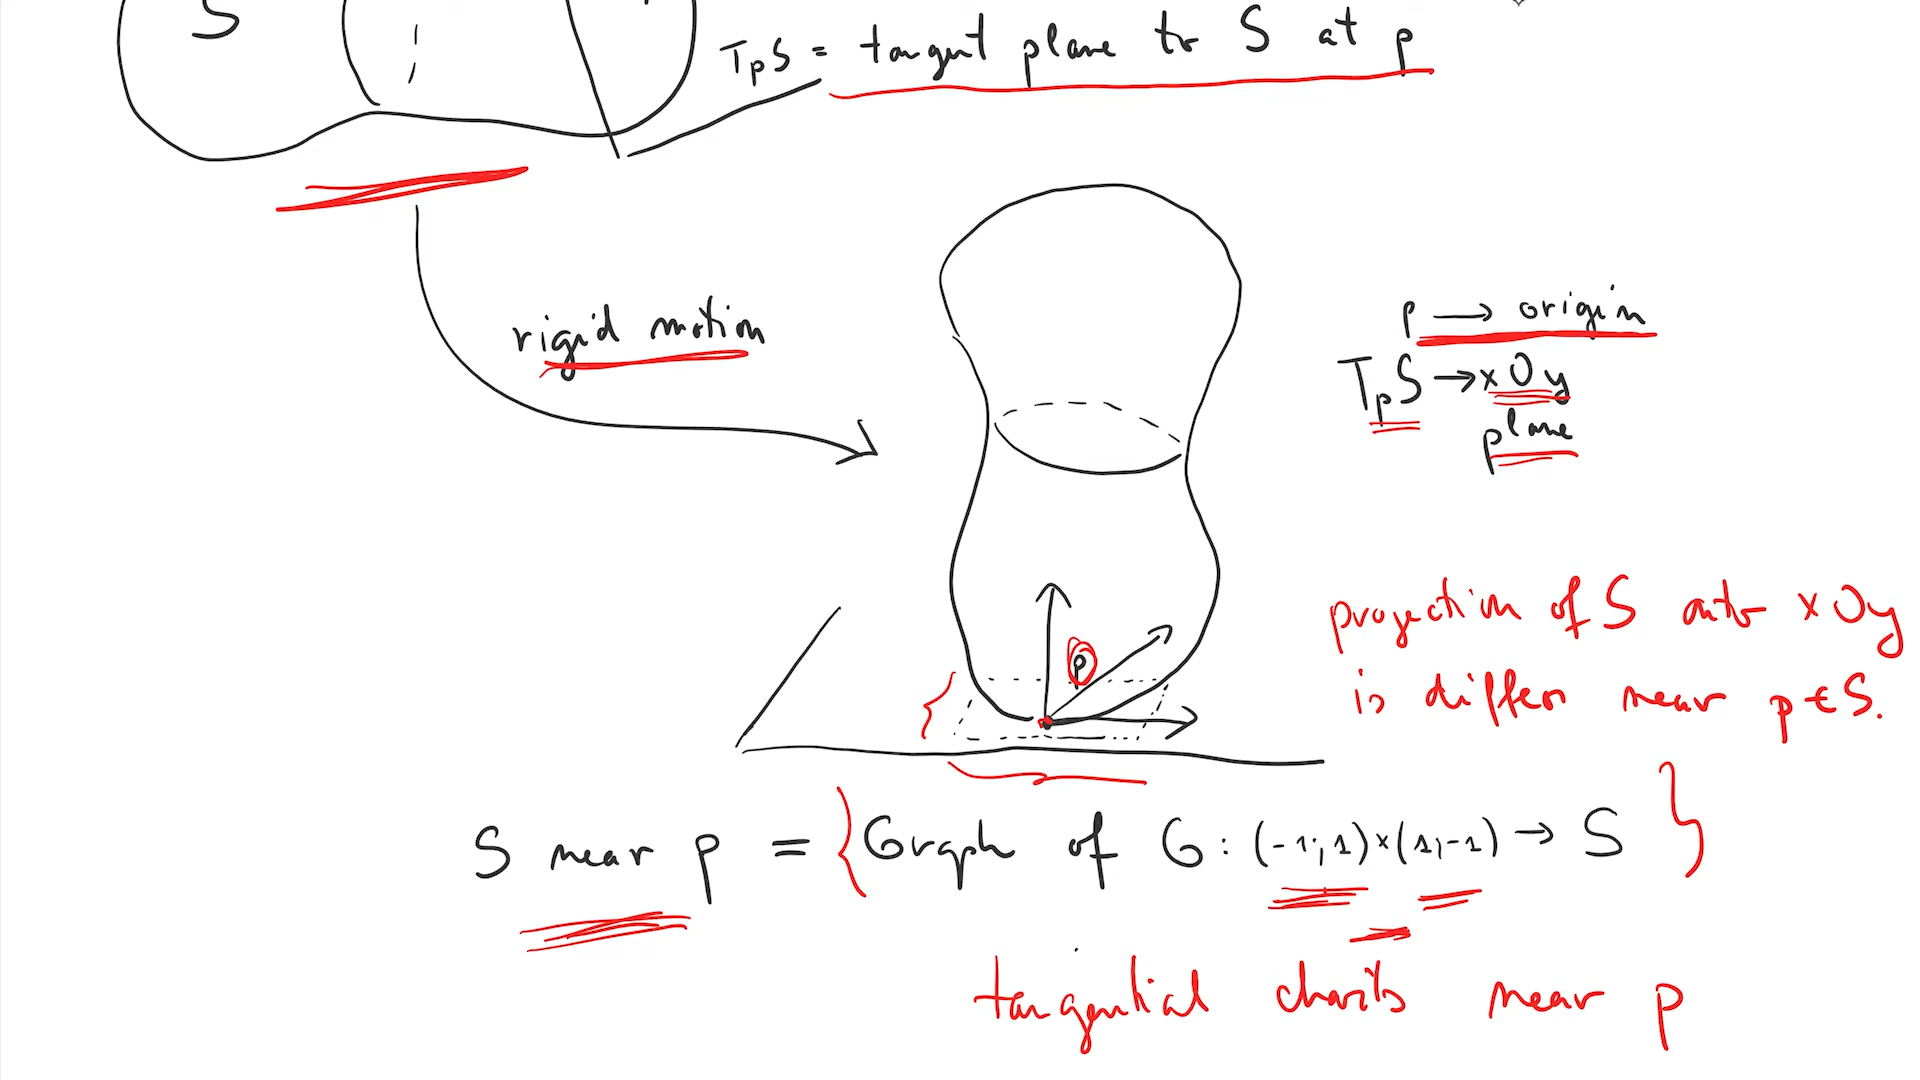 S
TpS = tangent plane to S at p
rigid motion
p → origin
TpS → xOy
plane
p
projection of S onto xOy
is diffeo near p ∈ S.
S near p = { Graph of G : (-1,1)×(1,-1) → S }
tangential charts near p